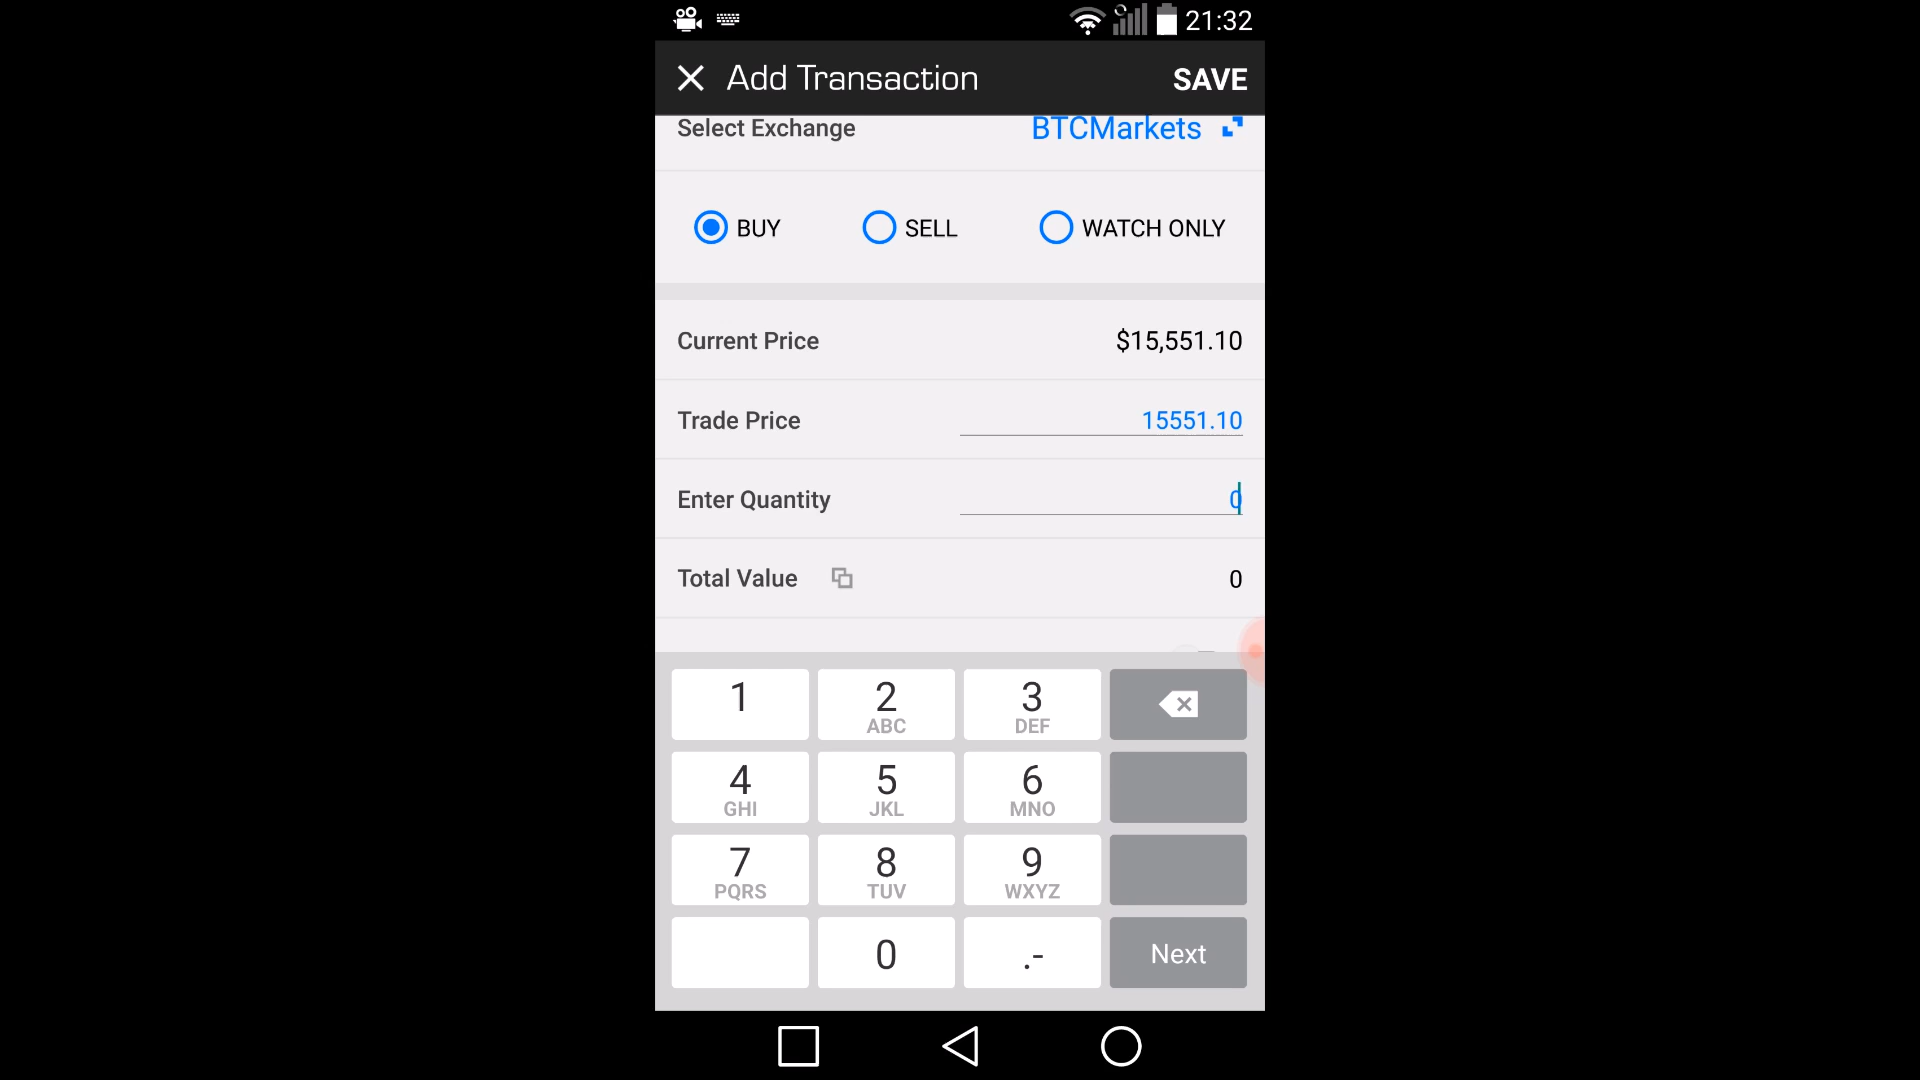 21:32
Add Transaction SAVE
Select Exchange BTCMarkets
BUY SELL WATCH ONLY
Current Price $15,551.10
Trade Price 15551.10
Enter Quantity 0
Total Value 0
1 2 ABC 3 DEF
4 GHI 5 JKL 6 MNO
7 PQRS 8 TUV 9 WXYZ
0 .- Next